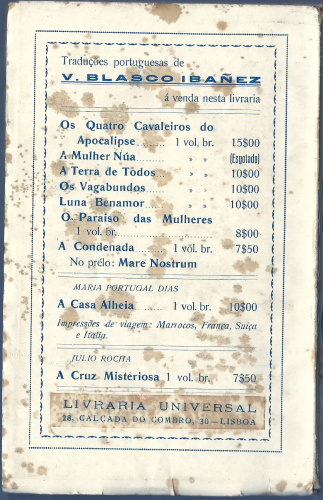 Traduções portuguesas de
V. BLASCO IBAÑEZ
á venda nesta livraria
Os Quatro Cavaleiros do
Apocalipse........ 1 vol. br. 15$00
A Mulher Núa....... » » (Esgotado)
A Terra de Tôdos... » » 10$00
Os Vagabundos..... » » 10$00
Luna Benamor..... » » 10$00
O Paraíso das Mulheres
1 vol. br................. 8$00
A Condenada........ 1 vol. br. 7$50
No prélo: Mare Nostrum
MARIA PORTUGAL DIAS
A Casa Alheia...... 1 vol. br. 10$00
Impressões de viagem: Marrocos, França, Suiça
e Italia.
JULIO ROCHA
A Cruz Misteriosa 1 vol. br. 7$50
LIVRARIA UNIVERSAL
28, CALÇADA DO COMBRO, 30—LISBOA